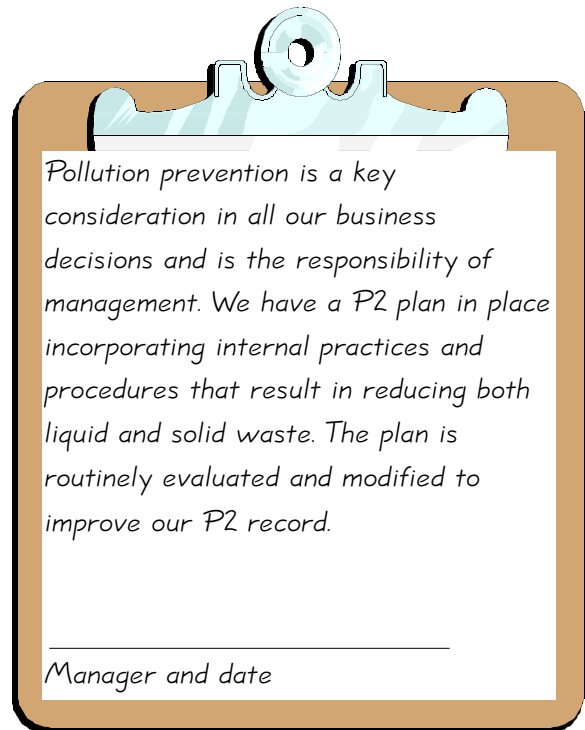 Pollution prevention is a key
consideration in all our business
decisions and is the responsibility of
management. We have a P2 plan in place
incorporating internal practices and
procedures that result in reducing both
liquid and solid waste. The plan is
routinely evaluated and modified to
improve our P2 record.
Manager and date